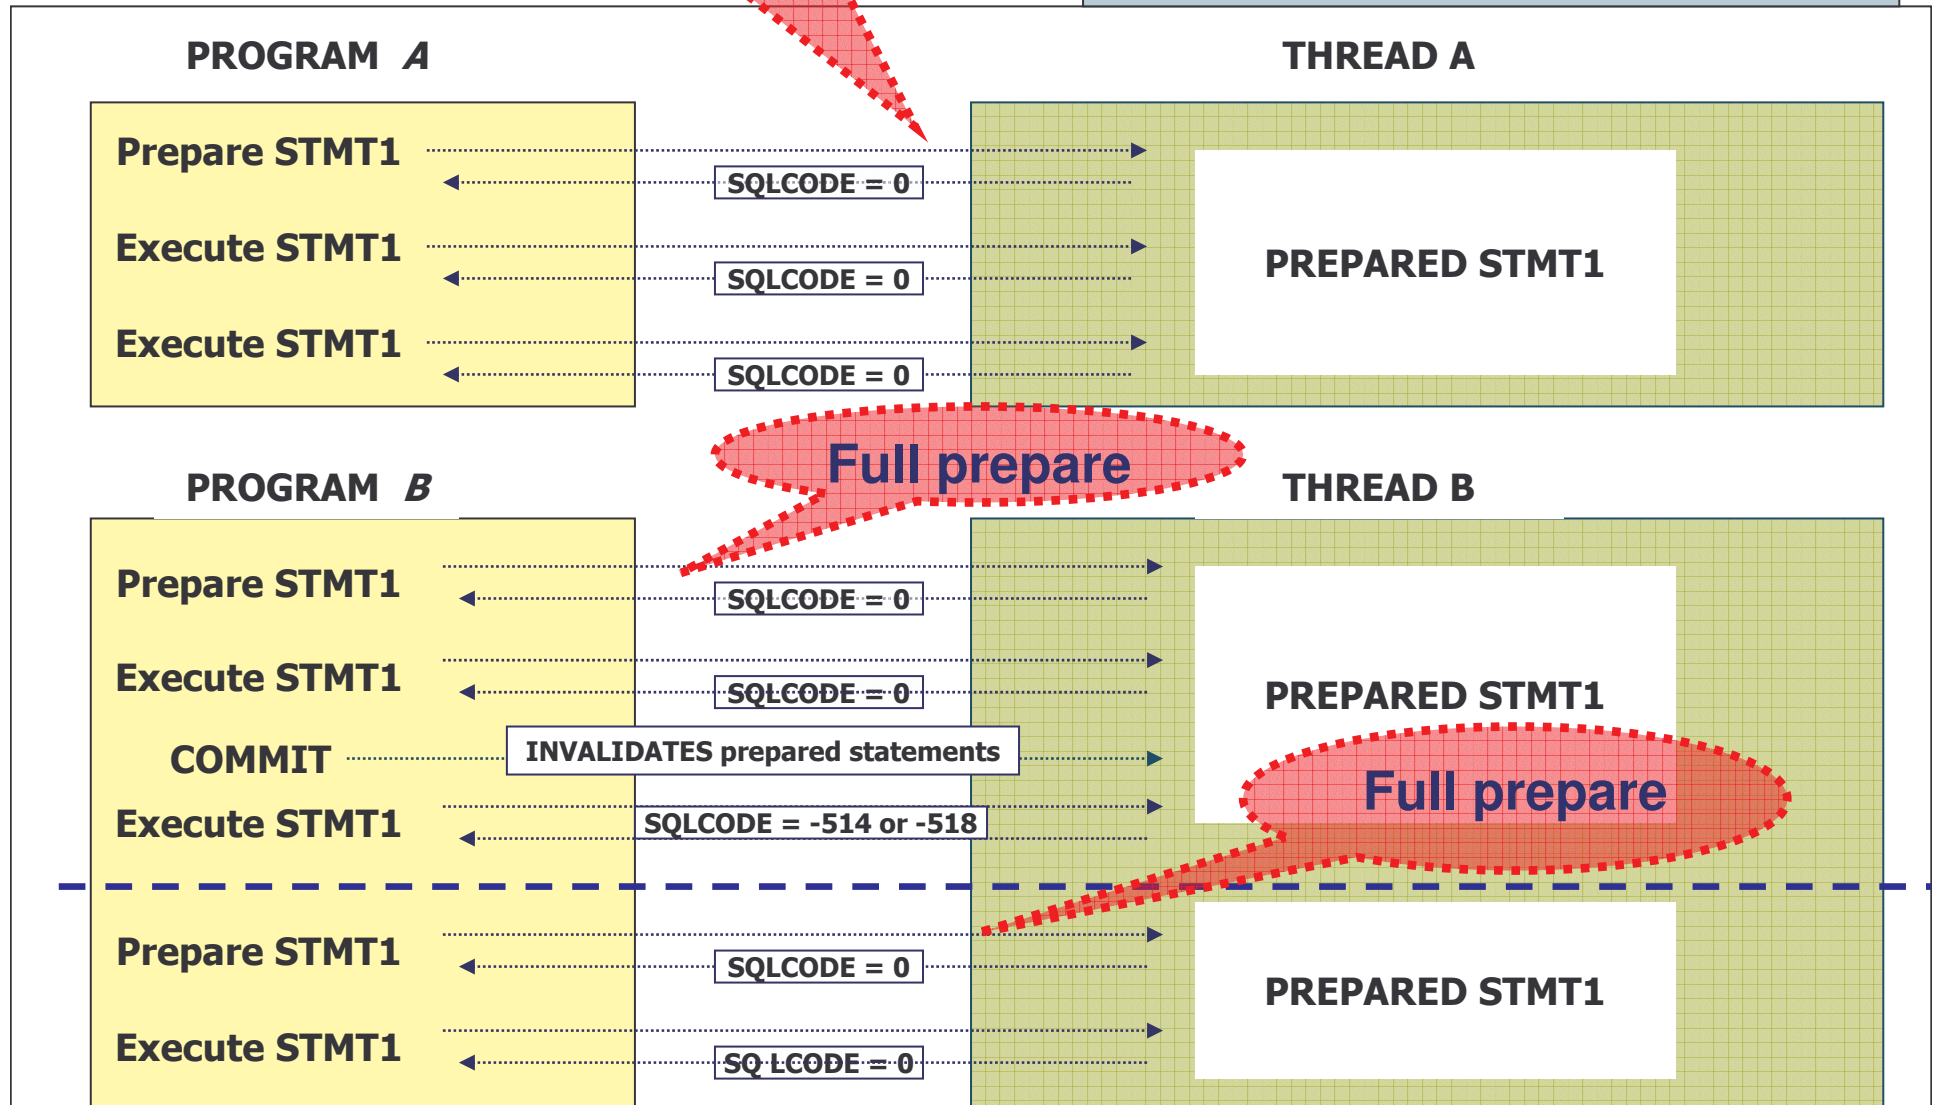 PROGRAM A
THREAD A
Prepare STMT1
SQLCODE = 0
Execute STMT1
SQLCODE = 0
PREPARED STMT1
Execute STMT1
SQLCODE = 0
Full prepare
PROGRAM B
THREAD B
Prepare STMT1
SQLCODE = 0
Execute STMT1
SQLCODE = 0
PREPARED STMT1
COMMIT
INVALIDATES prepared statements
Full prepare
Execute STMT1
SQLCODE = -514 or -518
Prepare STMT1
SQLCODE = 0
PREPARED STMT1
Execute STMT1
SQ LCODE = 0